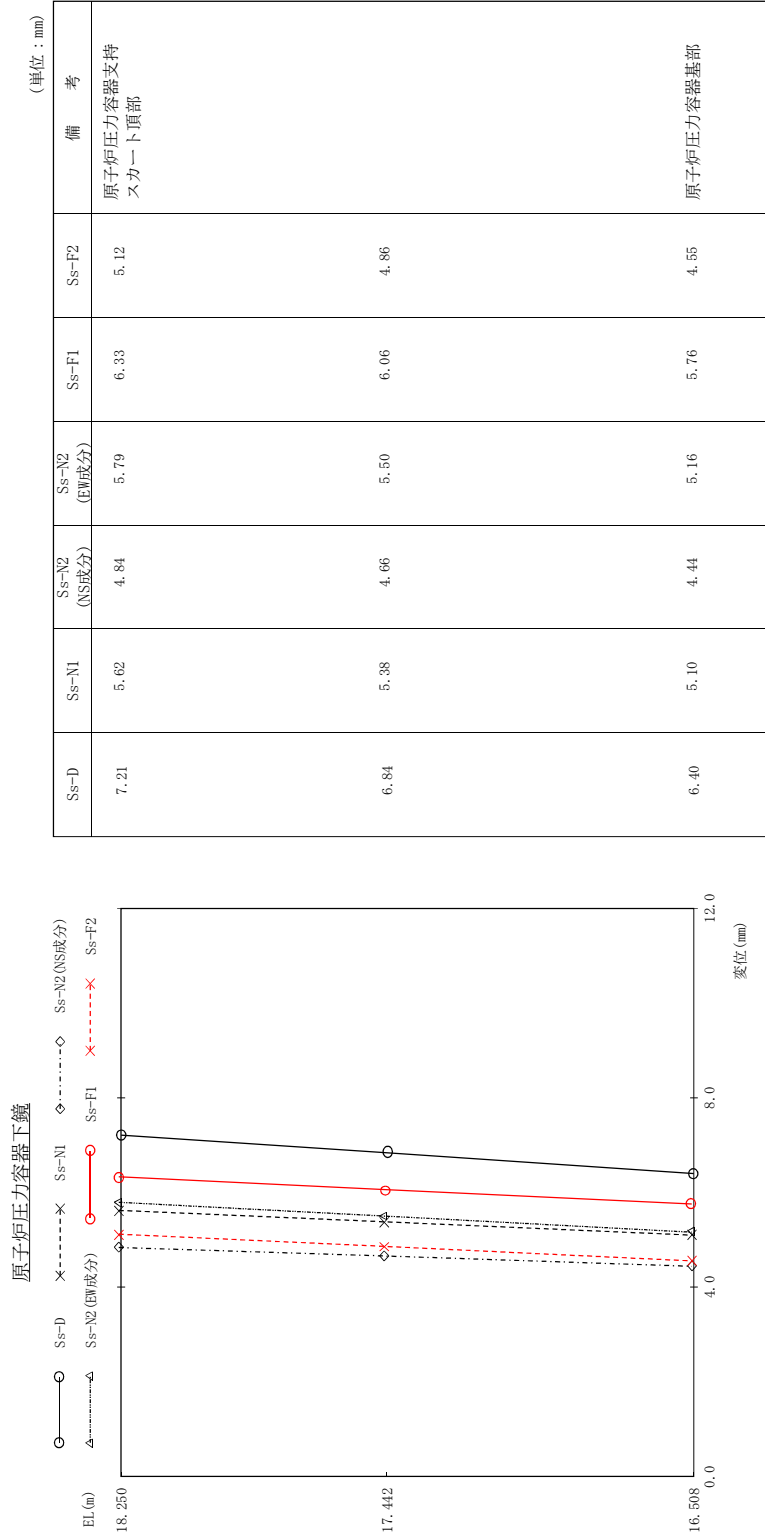 原子炉圧力容器下鏡
Ss-D
Ss-N1
Ss-N2(NS成分)
Ss-N2(EW成分)
Ss-F1
Ss-F2
EL(m)
18.250
17.442
16.508
0.0
4.0
8.0
12.0
変位(mm)
(単位：mm)
Ss-D Ss-N1 Ss-N2 (NS成分) Ss-N2 (EW成分) Ss-F1 Ss-F2 備 考
7.21 5.62 4.84 5.79 6.33 5.12 原子炉圧力容器支持
スカート頂部
6.84 5.38 4.66 5.50 6.06 4.86
6.40 5.10 4.44 5.16 5.76 4.55 原子炉圧力容器基部